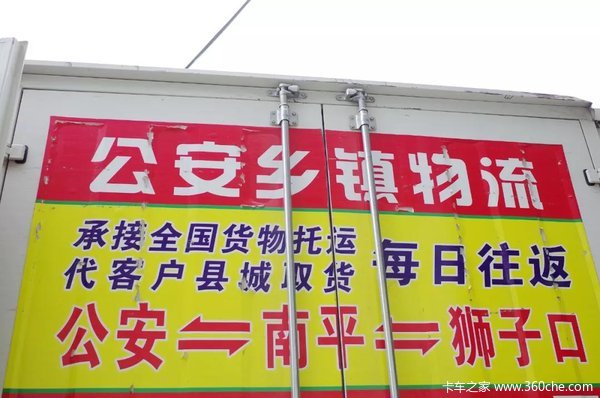 公安乡镇物流
承接全国货物托运
代客户县城取货
每日往返
公安⇌南平⇌狮子口
卡车之家 www.360che.com